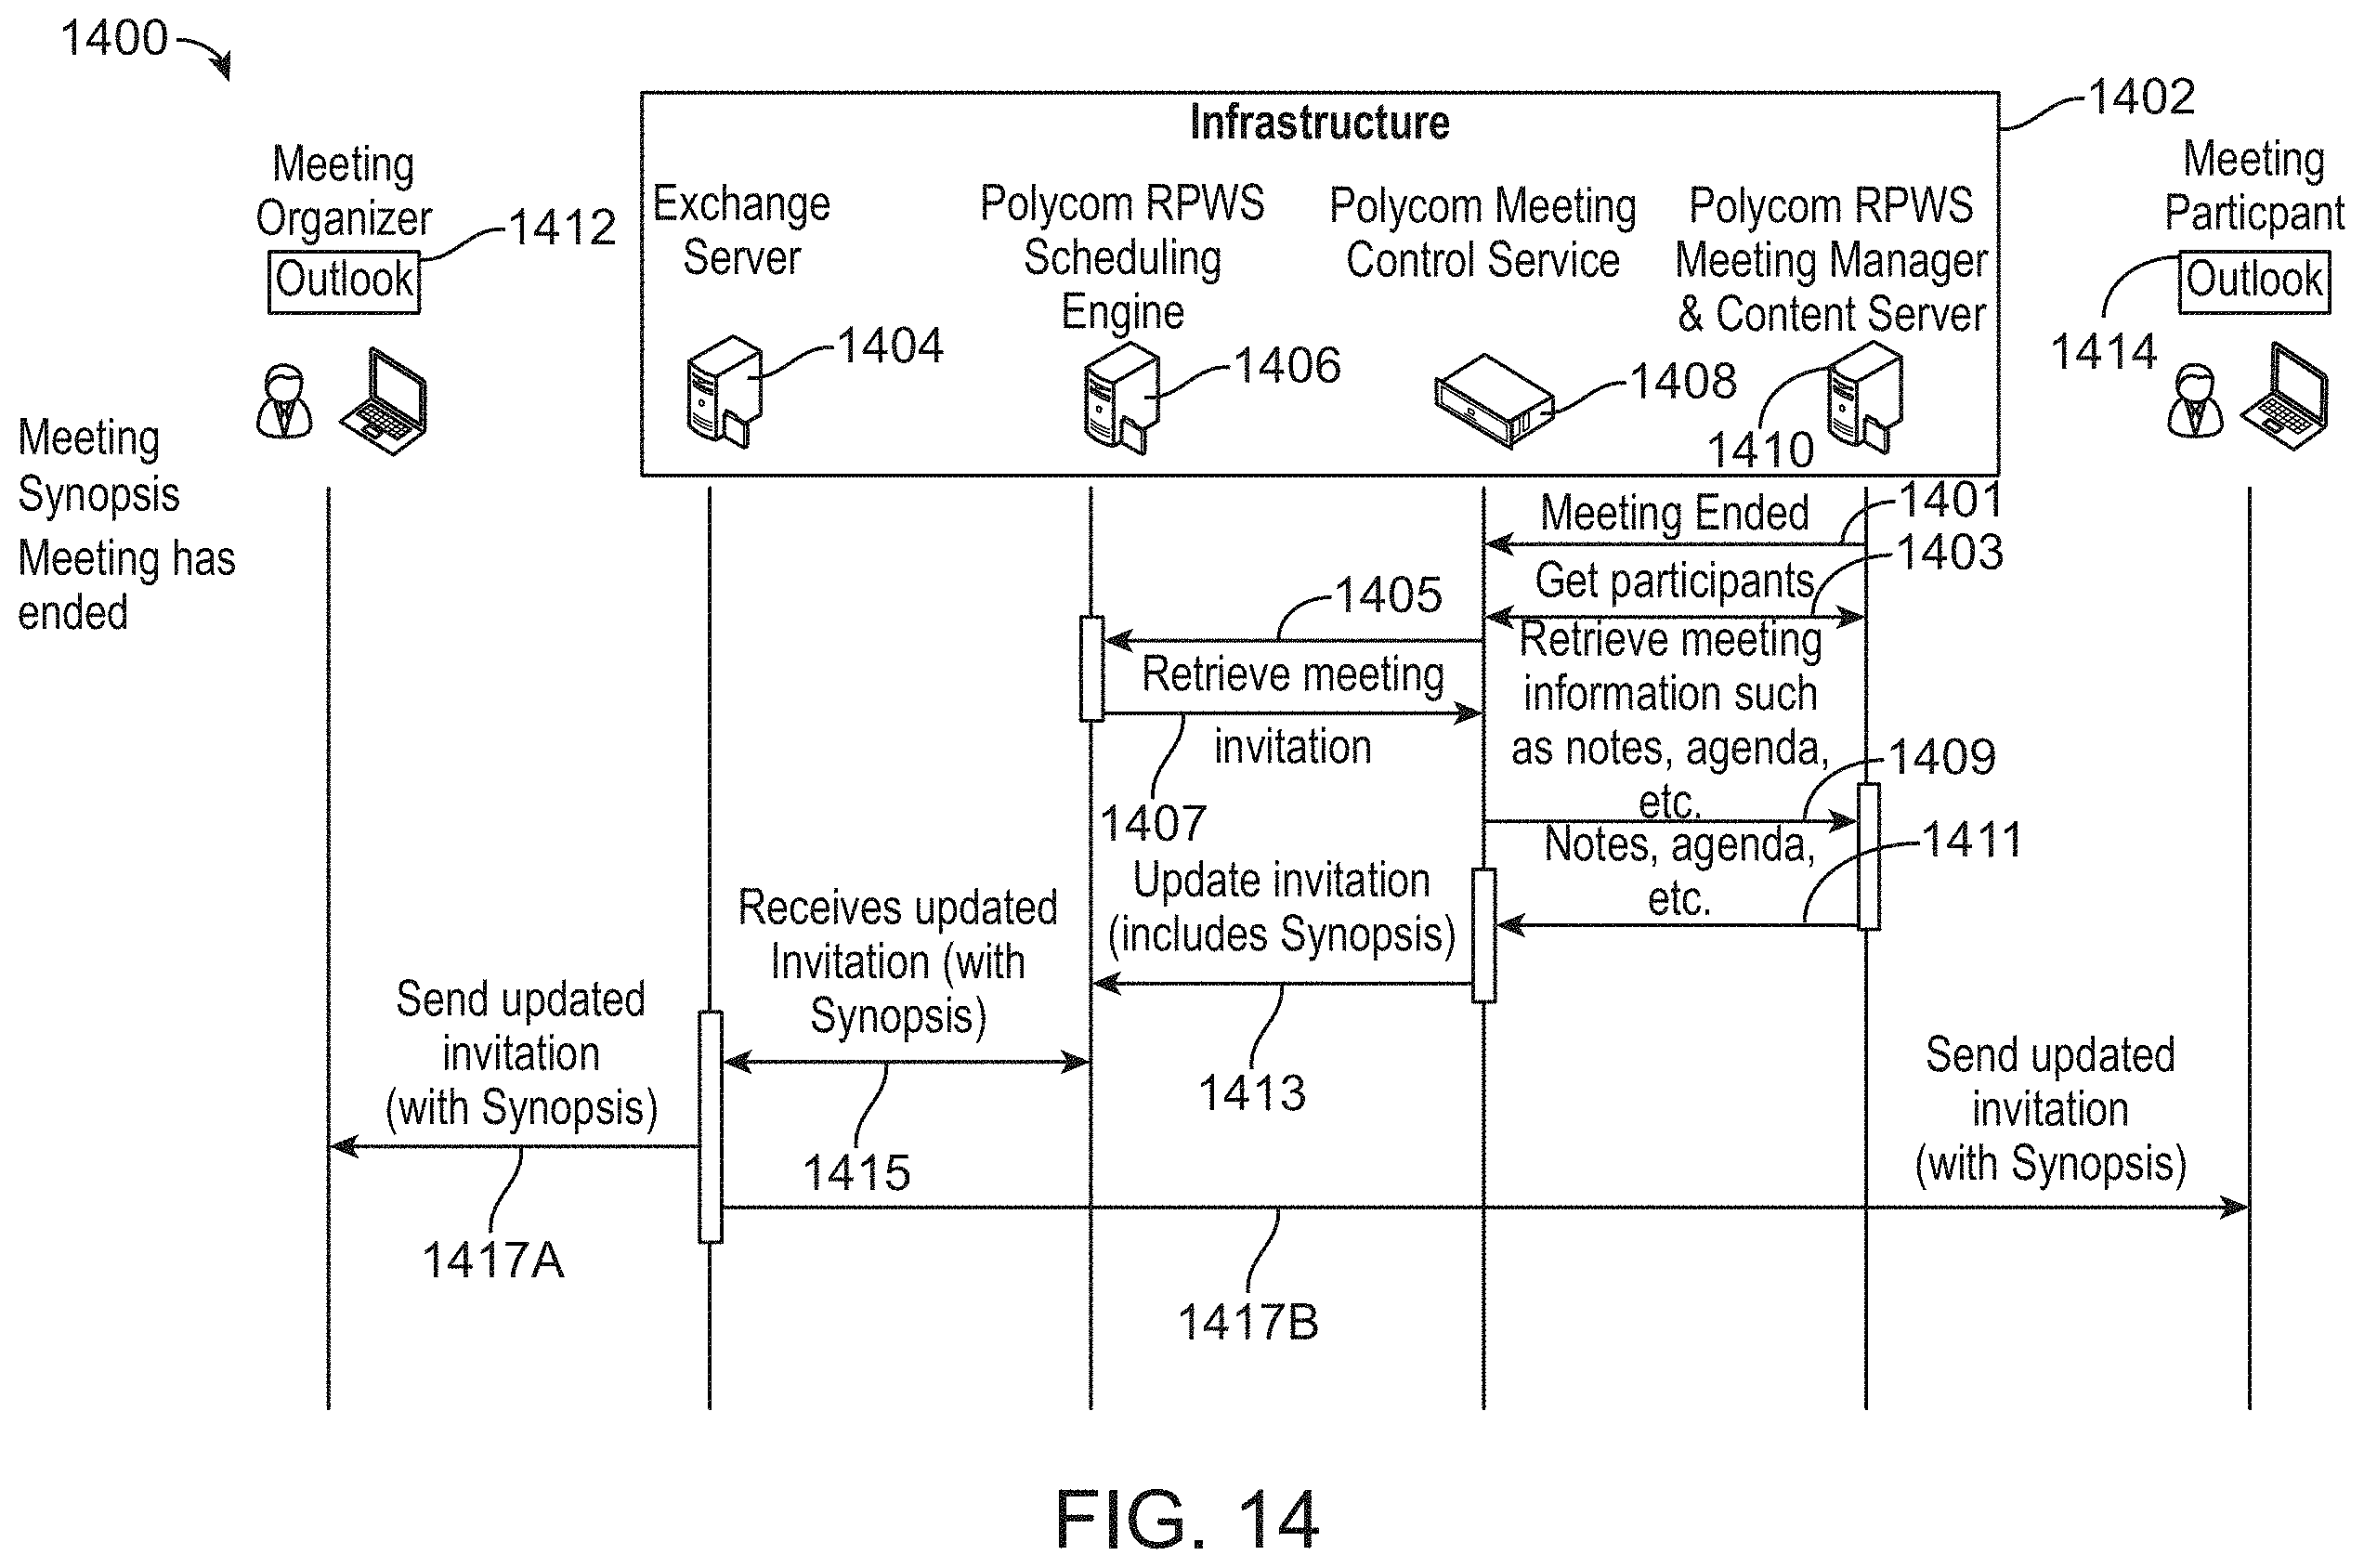 1400
Infrastructure
1402
Meeting
Organizer
Outlook
1412
Exchange
Server
1404
Polycom RPWS
Scheduling
Engine
1406
Polycom Meeting
Control Service
1408
Polycom RPWS
Meeting Manager
& Content Server
1410
Meeting
Particpant
Outlook
1414
Meeting
Synopsis
Meeting has
ended
Meeting Ended
1401
Get participants
1403
1405
Retrieve meeting
invitation
1407
Retrieve meeting
information such
as notes, agenda,
etc.
1409
Notes, agenda,
etc.
1411
Update invitation
(includes Synopsis)
1413
Receives updated
Invitation (with
Synopsis)
1415
Send updated
invitation
(with Synopsis)
1417A
Send updated
invitation
(with Synopsis)
1417B
FIG. 14